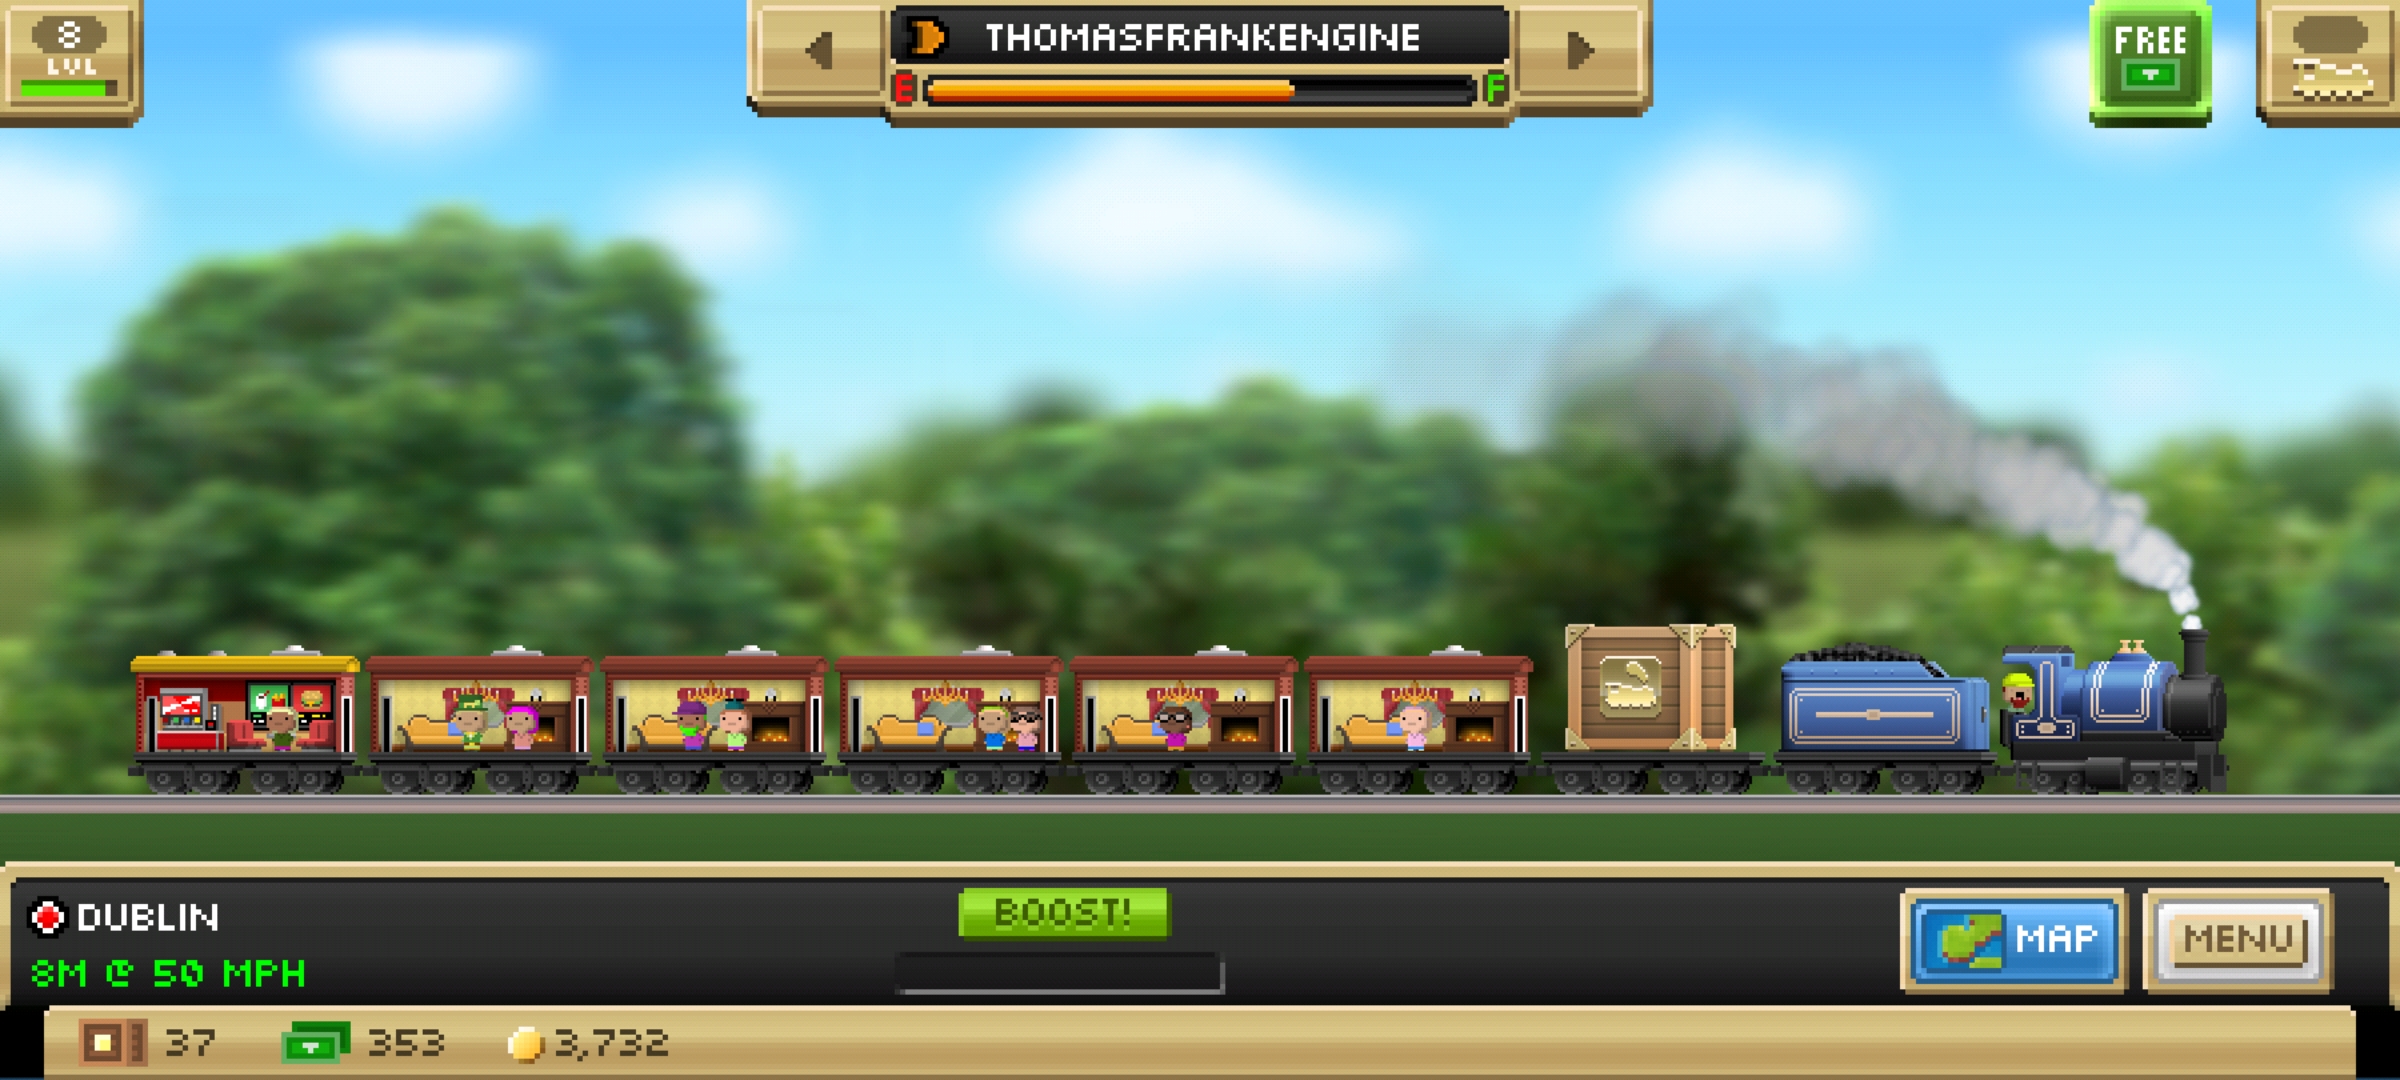 8
LVL
THOMASFRANKENGINE
E F
FREE
DUBLIN
8M @ 50 MPH
BOOST!
MAP
MENU
37 353 3,732